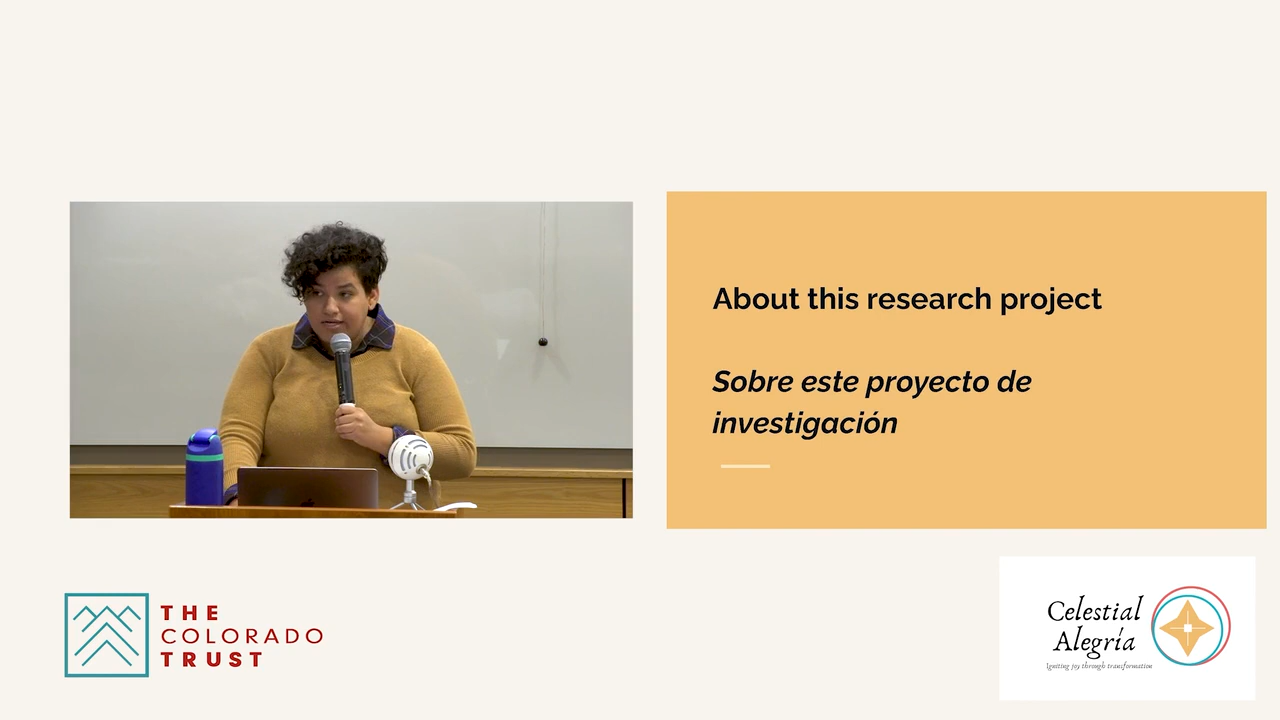 About this research project
Sobre este proyecto de
investigación
THE
COLORADO
TRUST
Celestial
Alegría
Igniting joy through transformation